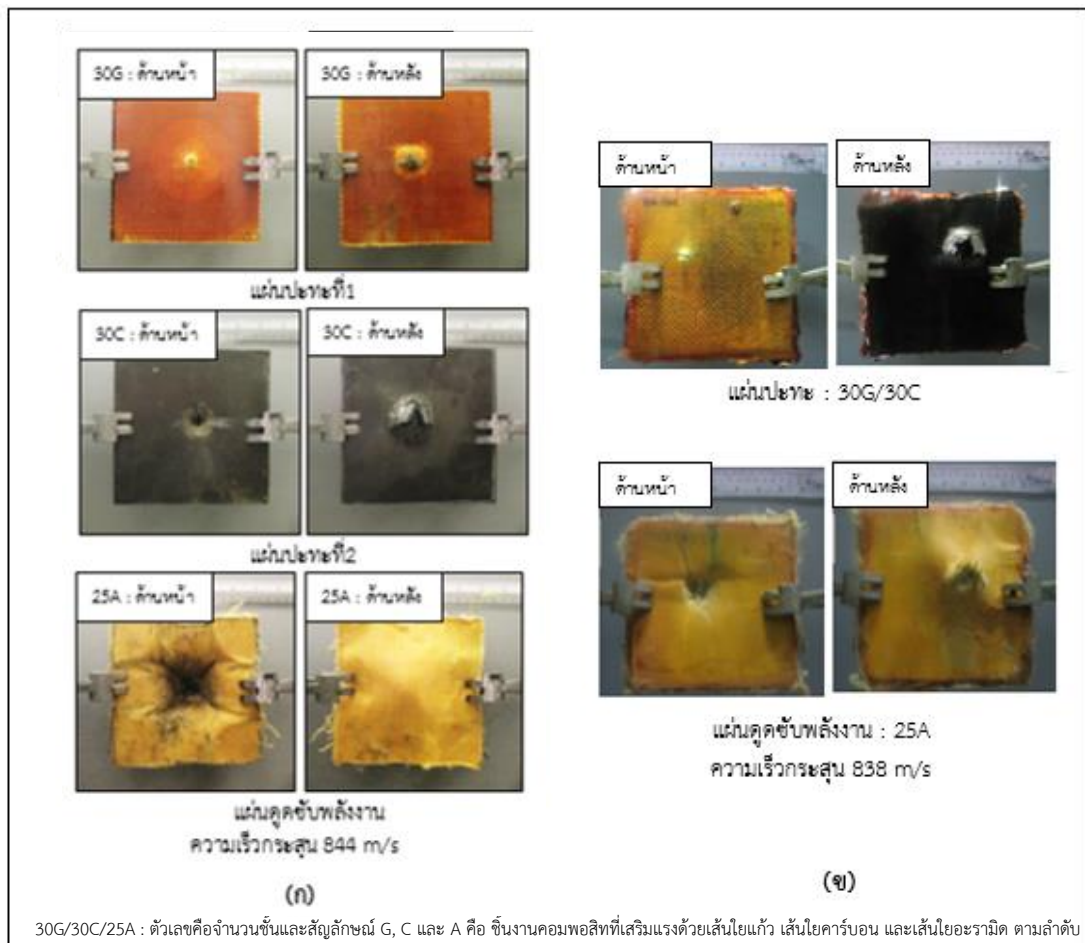 30G : ด้านหน้า
30G : ด้านหลัง
แผ่นปะทะที่1
30C : ด้านหน้า
30C : ด้านหลัง
แผ่นปะทะที่2
25A : ด้านหน้า
25A : ด้านหลัง
แผ่นดูดซับพลังงาน
ความเร็วกระสุน 844 m/s
(ก)
ด้านหน้า
ด้านหลัง
แผ่นปะทะ : 30G/30C
ด้านหน้า
ด้านหลัง
แผ่นดูดซับพลังงาน : 25A
ความเร็วกระสุน 838 m/s
(ข)
30G/30C/25A : ตัวเลขคือจำนวนชั้นและสัญลักษณ์ G, C และ A คือ ชิ้นงานคอมพอสิทที่เสริมแรงด้วยเส้นใยแก้ว เส้นใยคาร์บอน และเส้นใยอะรามิด ตามลำดับ